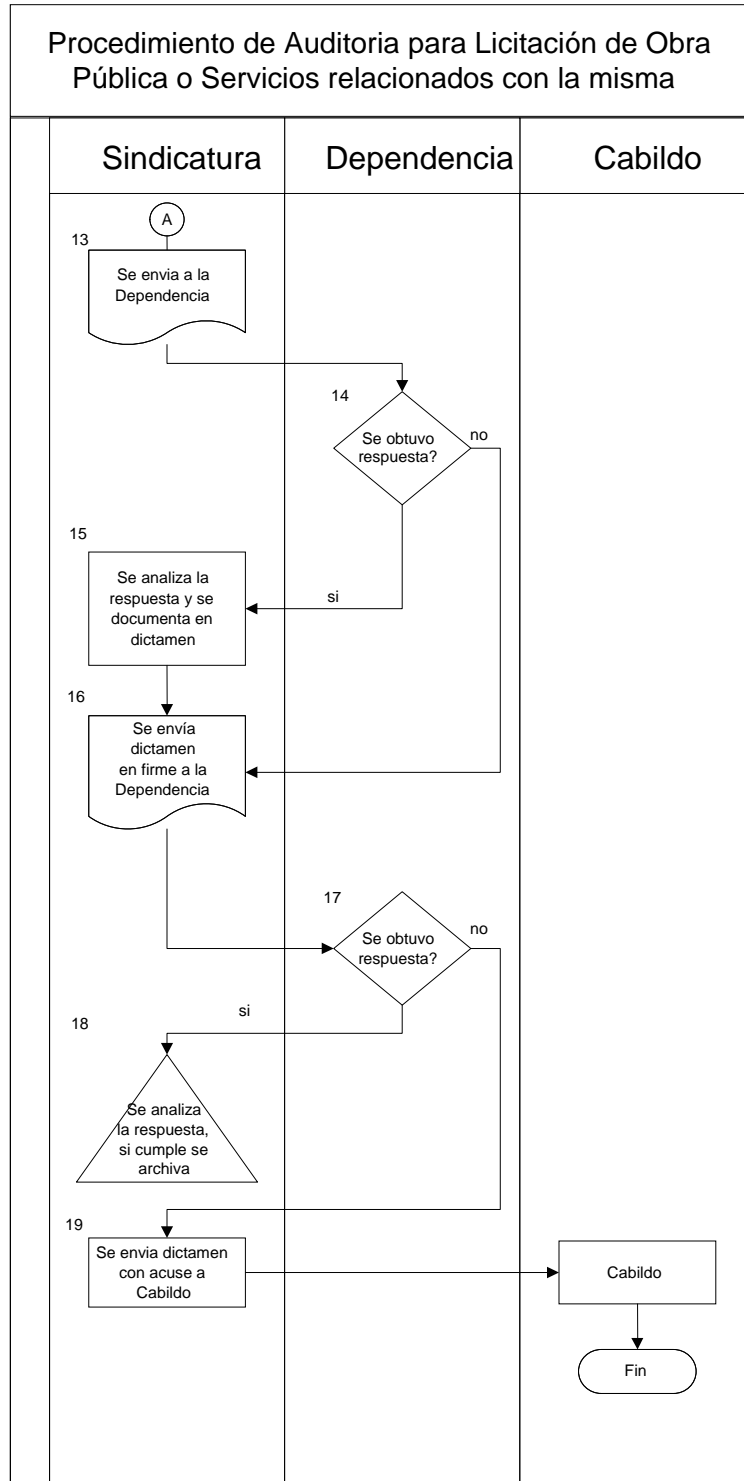 Procedimiento de Auditoria para Licitación de Obra
Pública o Servicios relacionados con la misma
Sindicatura
Dependencia
Cabildo
A
13
Se envia a la
Dependencia
14
Se obtuvo
respuesta?
no
15
Se analiza la
respuesta y se
documenta en
dictamen
si
16
Se envía
dictamen
en firme a la
Dependencia
17
Se obtuvo
respuesta?
no
si
18
Se analiza
la respuesta,
si cumple se
archiva
19
Se envia dictamen
con acuse a
Cabildo
Cabildo
Fin